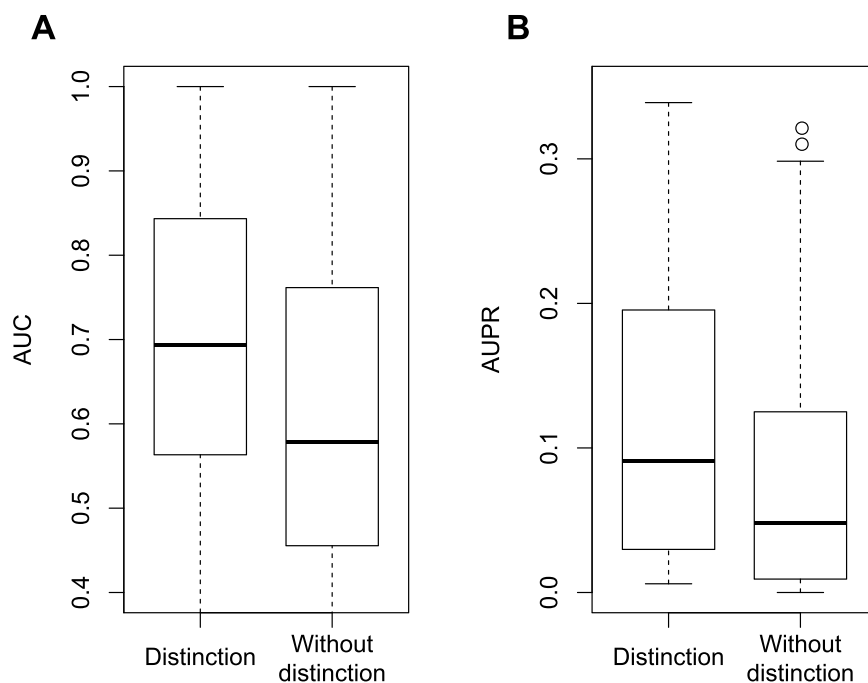 A
AUC
1.0
0.9
0.8
0.7
0.6
0.5
0.4
Distinction
Without
distinction
B
AUPR
0.3
0.2
0.1
0.0
Distinction
Without
distinction